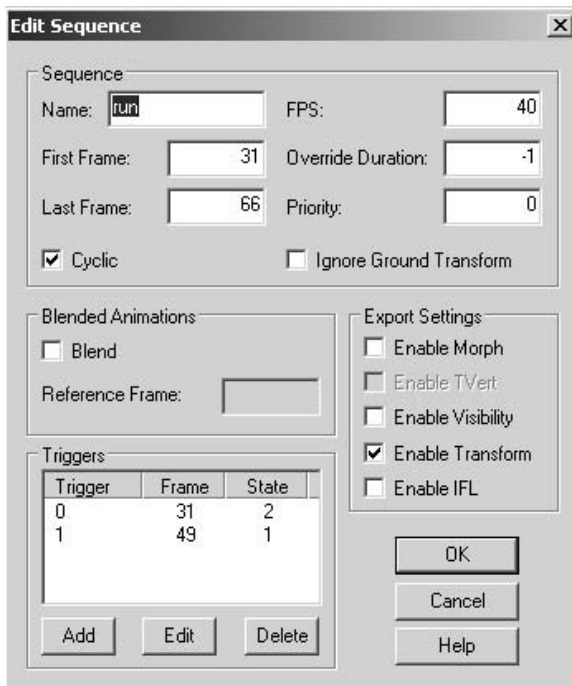 Edit Sequence
Sequence
Name: run FPS: 40
First Frame: 31 Override Duration: -1
Last Frame: 66 Priority: 0
Cyclic Ignore Ground Transform
Blended Animations
Blend
Reference Frame:
Export Settings
Enable Morph
Enable TVert
Enable Visibility
Enable Transform
Enable IFL
Triggers
Trigger Frame State
0 31 2
1 49 1
Add Edit Delete
OK
Cancel
Help